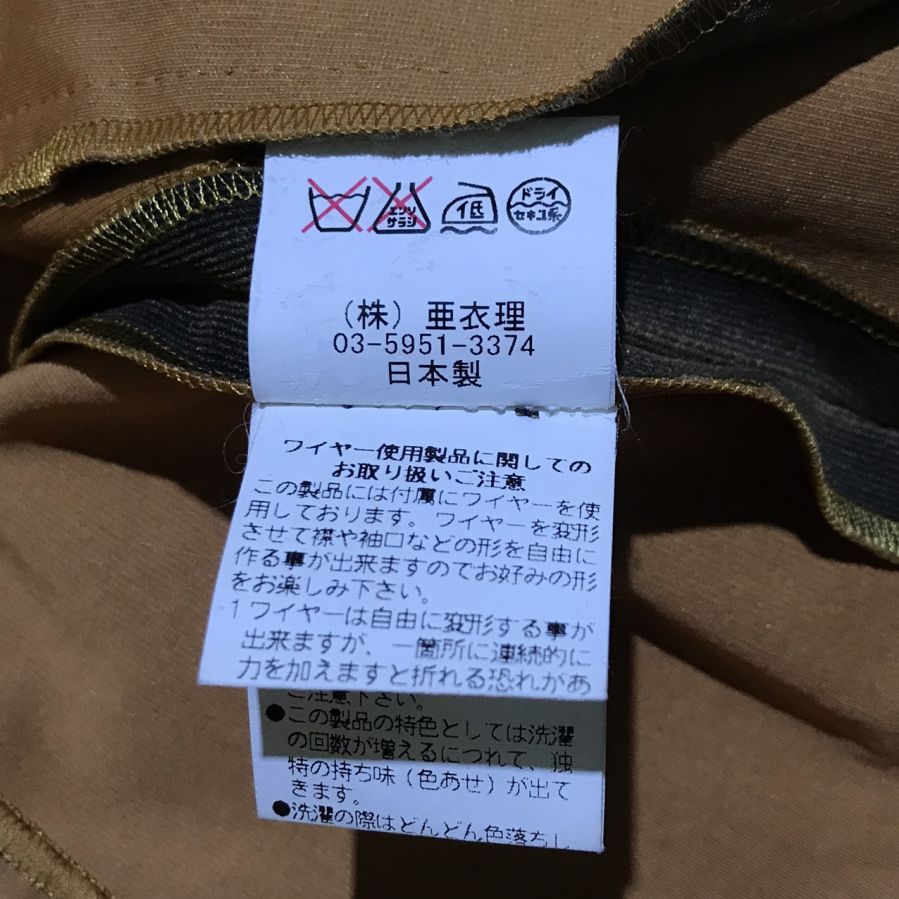 エンソ
サラシ
低
ドライ
セキユ系
（株）亜衣理
03-5951-3374
日本製
ワイヤー使用製品に関しての
お取り扱いご注意
この製品には付属にワイヤーを使
用しております。ワイヤーを変形
させて襟や袖口などの形を自由に
作る事が出来ますのでお好みの形
をお楽しみ下さい。
1ワイヤーは自由に変形する事が
出来ますが、一箇所に連続的に
力を加えますと折れる恐れがあ
ご注意下さい。
●この製品の特色としては洗濯
の回数が増えるにつれて、独
特の持ち味（色あせ）が出て
きます。
●洗濯の際はどんどん色落ちし